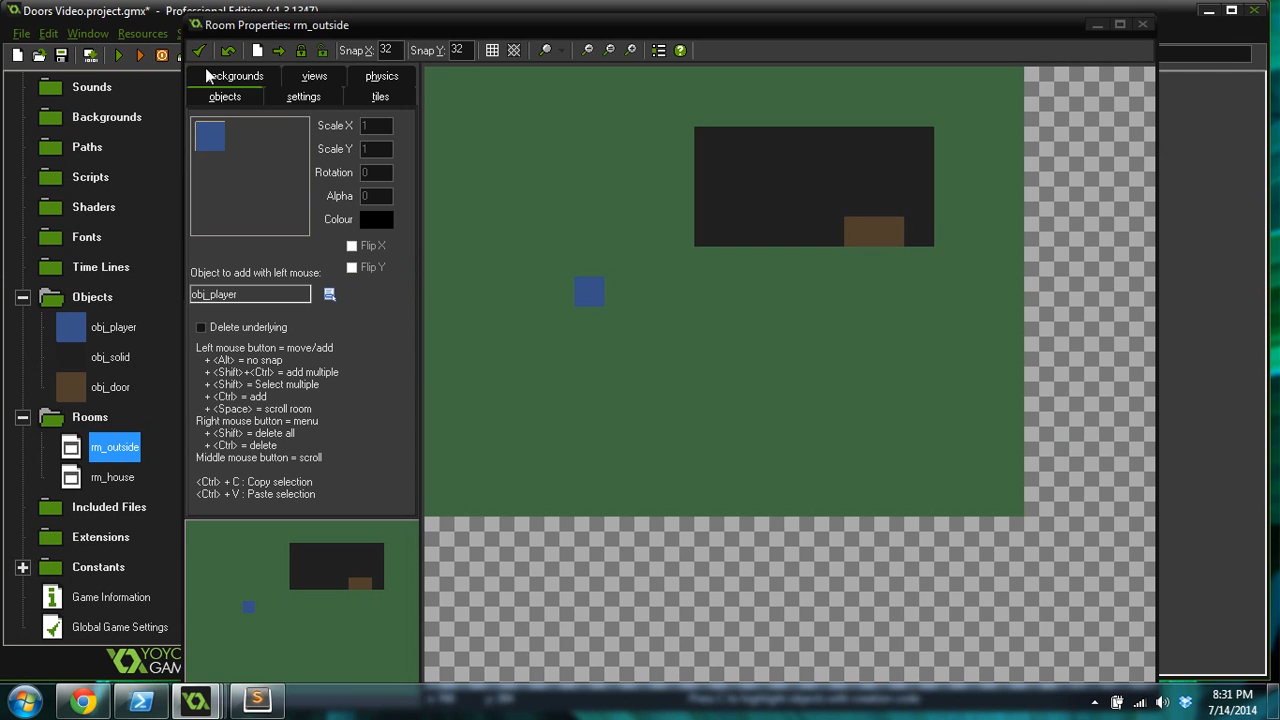 Doors Video.project.gmx* - Professional Edition (v1.3.1347)
Room Properties: rm_outside
File Edit Window Resources
Snap X: 32 Snap Y: 32
backgrounds views physics
objects settings tiles
Sounds
Backgrounds
Paths
Scripts
Shaders
Fonts
Time Lines
Objects
obj_player
obj_solid
obj_door
Rooms
rm_outside
rm_house
Included Files
Extensions
Constants
Game Information
Global Game Settings
YOYO
GAM
Scale X 1
Scale Y 1
Rotation 0
Alpha 0
Colour
Flip X
Flip Y
Object to add with left mouse:
obj_player
Delete underlying
Left mouse button = move/add
+ <Alt> = no snap
+ <Shift>+<Ctrl> = add multiple
+ <Shift> = Select multiple
+ <Ctrl> = add
+ <Space> = scroll room
Right mouse button = menu
+ <Shift> = delete all
+ <Ctrl> = delete
Middle mouse button = scroll
<Ctrl> + C : Copy selection
<Ctrl> + V : Paste selection
8:31 PM
7/14/2014